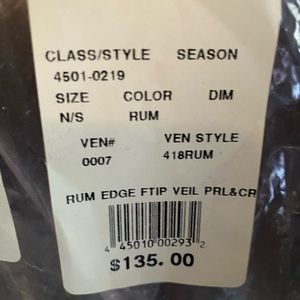 CLASS/STYLE SEASON
4501-0219
SIZE COLOR DIM
N/S RUM
VEN# VEN STYLE
0007 418RUM
RUM EDGE FTIP VEIL PRL&CR
4 45010 00293 2
$135.00